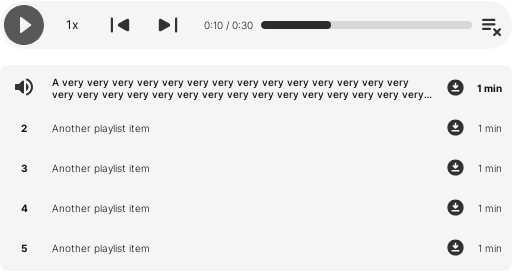 1x
0:10 / 0:30
A very very very very very very very very very very very very very very
very very very very very very very very very very very very very very very...
1 min
2 Another playlist item 1 min
3 Another playlist item 1 min
4 Another playlist item 1 min
5 Another playlist item 1 min